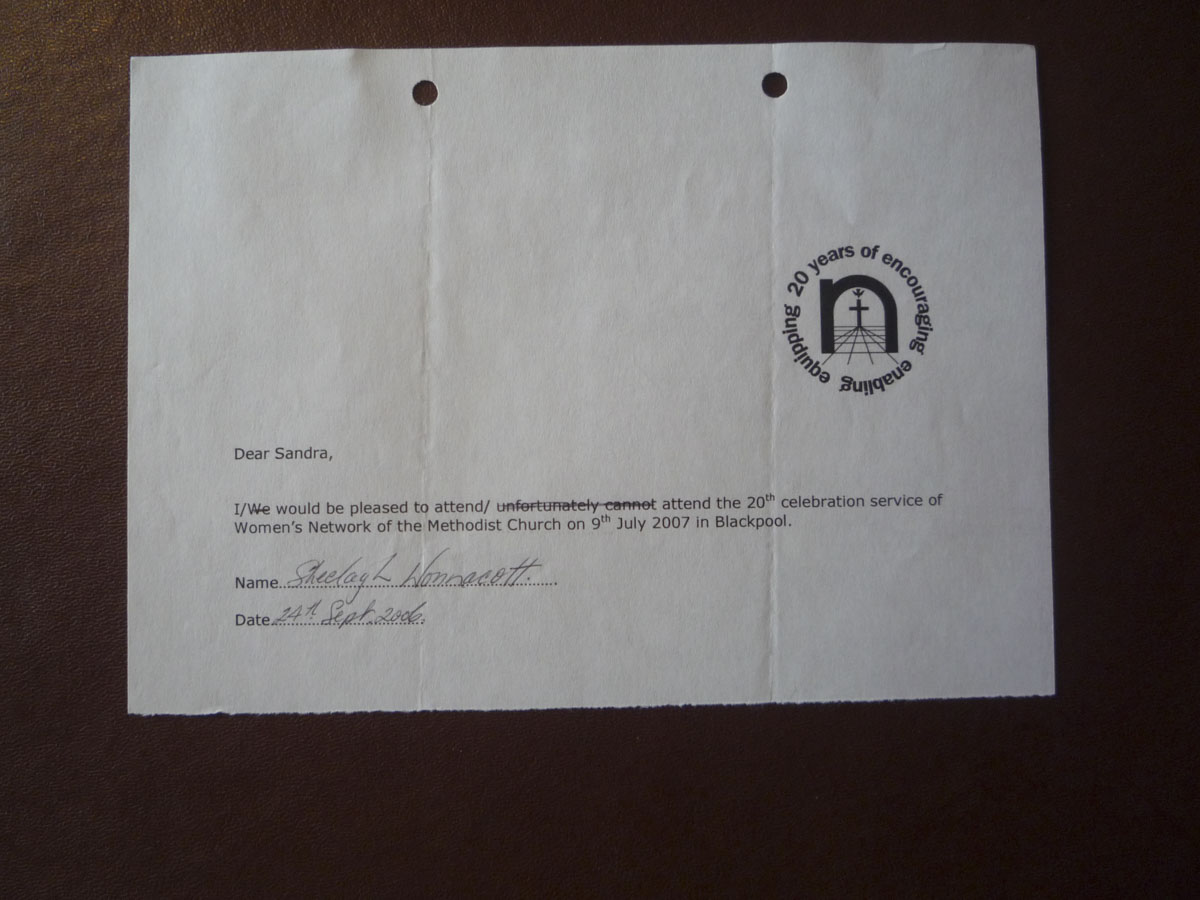 20 years of encouraging enabling equipping
n
Dear Sandra,
I/We would be pleased to attend/ unfortunately cannot attend the 20th celebration service of
Women's Network of the Methodist Church on 9th July 2007 in Blackpool.
Name Sheelagh Wonnacott.
Date 24th Sept. 2006.